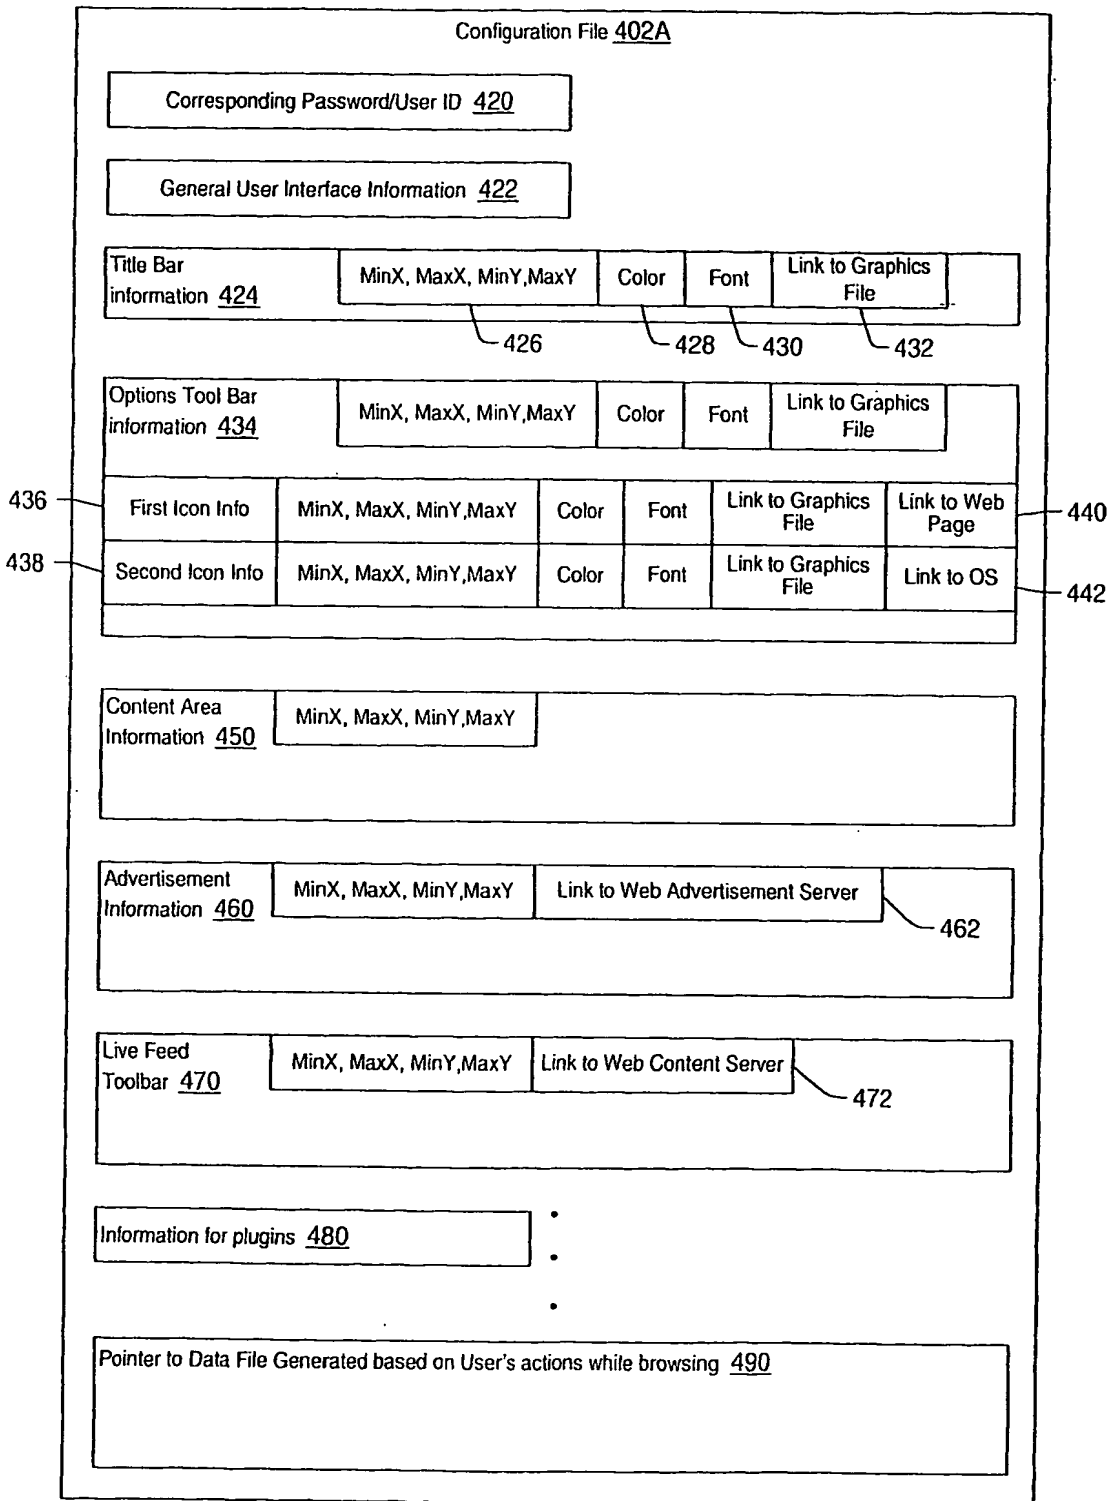 Configuration File 402A
Corresponding Password/User ID 420
General User Interface Information 422
Title Bar
information 424
MinX, MaxX, MinY,MaxY
Color
Font
Link to Graphics
File
426
428
430
432
Options Tool Bar
information 434
MinX, MaxX, MinY,MaxY
Color
Font
Link to Graphics
File
436
First Icon Info
MinX, MaxX, MinY,MaxY
Color
Font
Link to Graphics
File
Link to Web
Page
440
438
Second Icon Info
MinX, MaxX, MinY,MaxY
Color
Font
Link to Graphics
File
Link to OS
442
Content Area
Information 450
MinX, MaxX, MinY,MaxY
Advertisement
Information 460
MinX, MaxX, MinY,MaxY
Link to Web Advertisement Server
462
Live Feed
Toolbar 470
MinX, MaxX, MinY,MaxY
Link to Web Content Server
472
Information for plugins 480
Pointer to Data File Generated based on User's actions while browsing 490